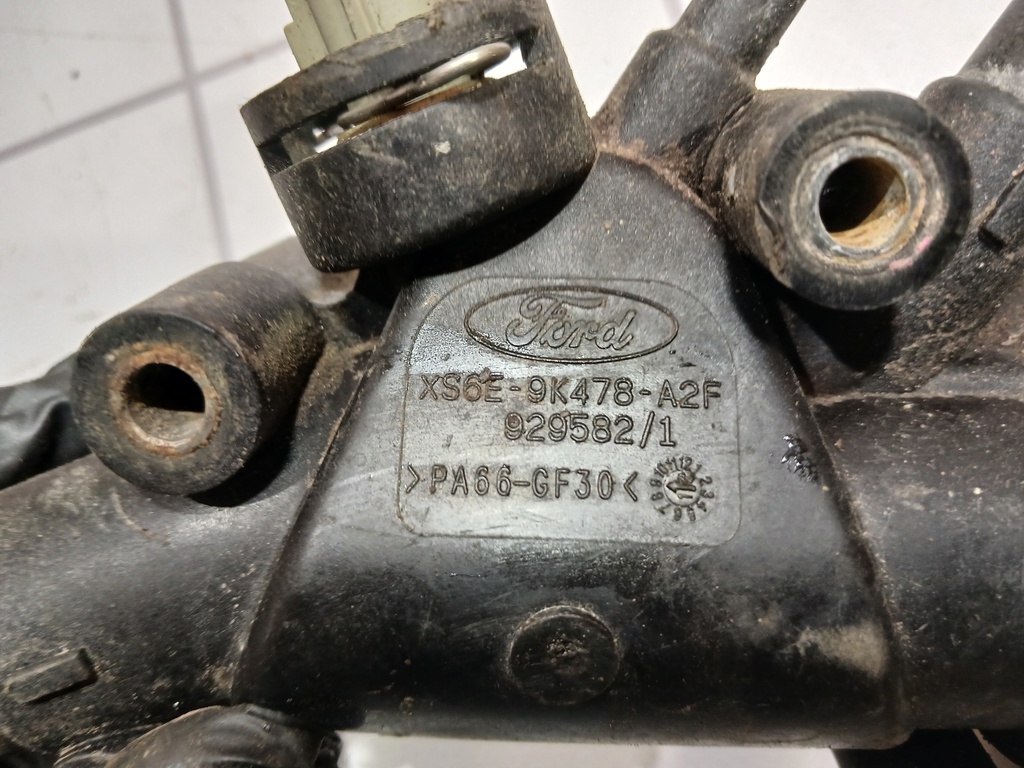 Ford
XS6E-9K478-A2F
929582/1
>PA66-GF30<